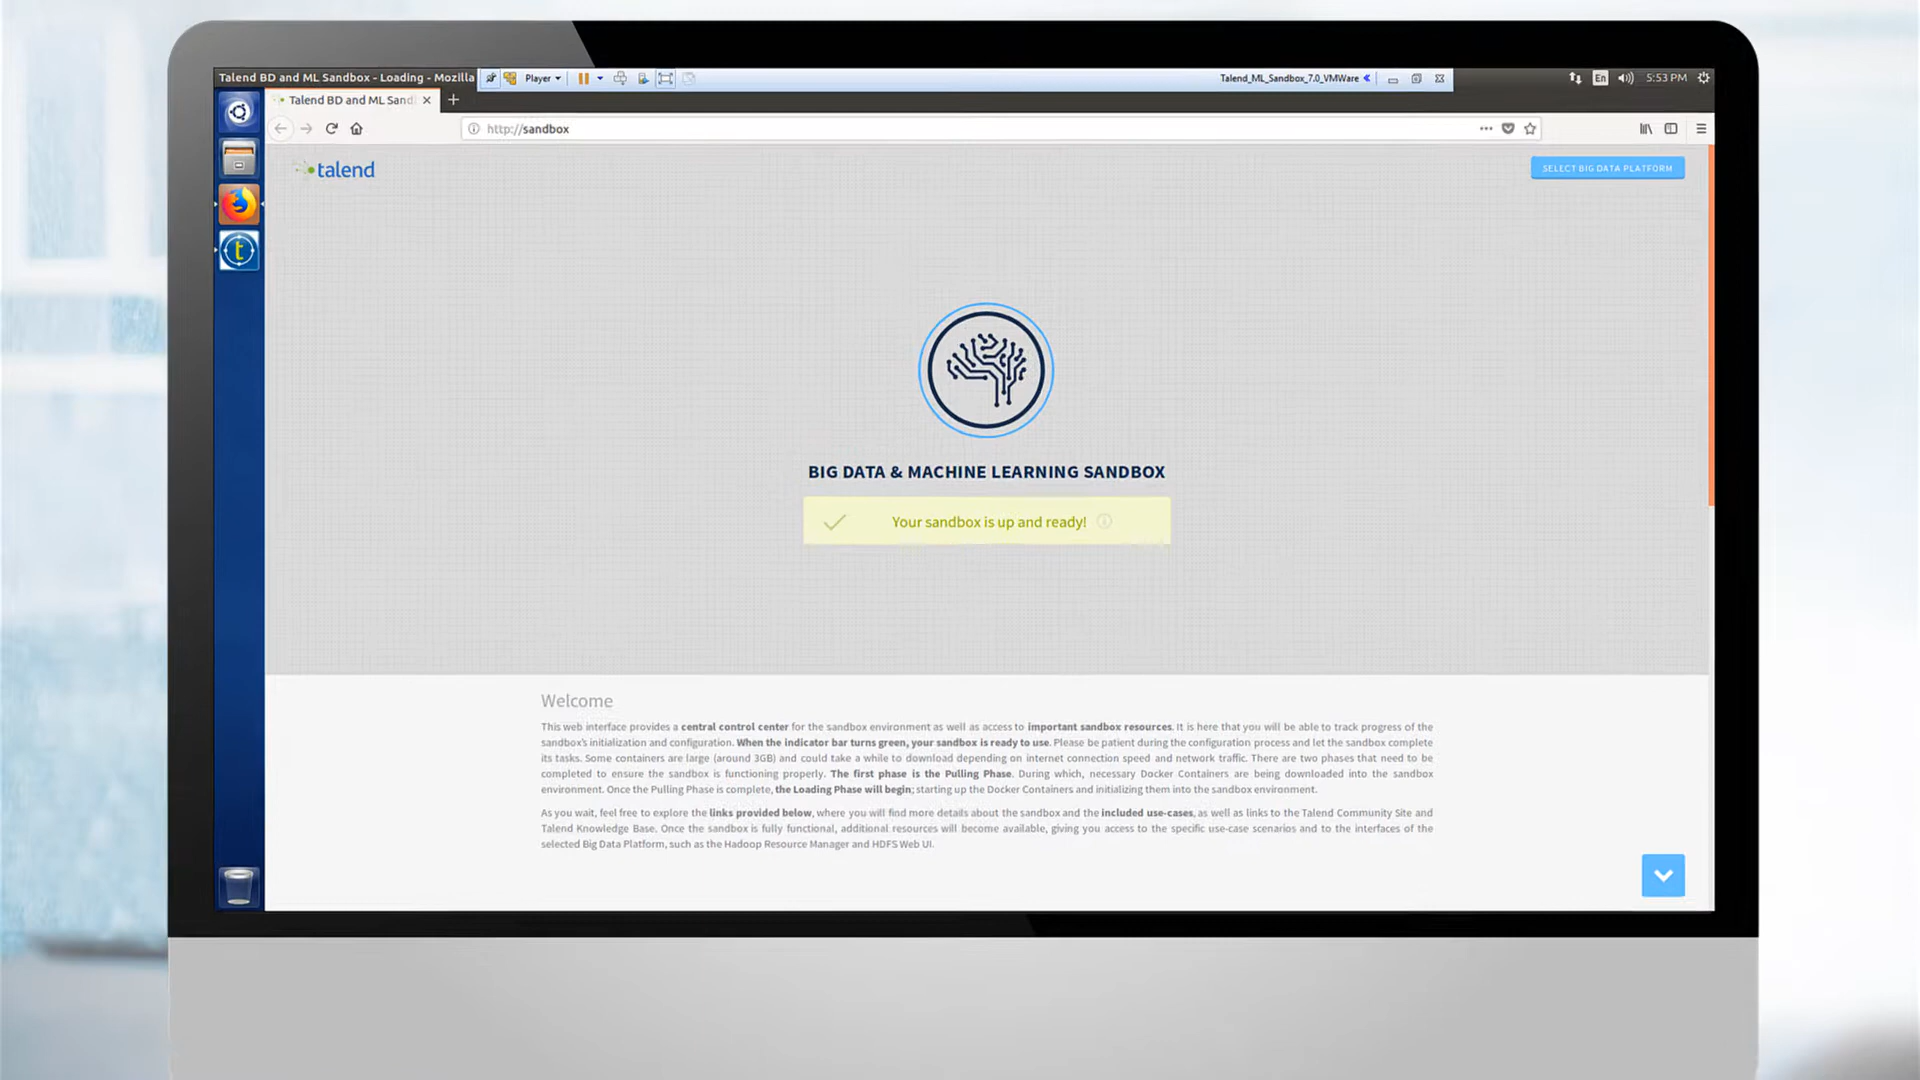 Talend BD and ML Sandbox - Loading - Mozilla
Player
Talend_ML_Sandbox_7.0_VMWare
En
5:53 PM
Talend BD and ML Sand
http://sandbox
talend
SELECT BIG DATA PLATFORM
BIG DATA & MACHINE LEARNING SANDBOX
Your sandbox is up and ready!
Welcome
This web interface provides a central control center for the sandbox environment as well as access to important sandbox resources. It is here that you will be able to track progress of the
sandbox's initialization and configuration. When the indicator bar turns green, your sandbox is ready to use. Please be patient during the configuration process and let the sandbox complete
its tasks. Some containers are large (around 3GB) and could take a while to download depending on internet connection speed and network traffic. There are two phases that need to be
completed to ensure the sandbox is functioning properly. The first phase is the Pulling Phase. During which, necessary Docker Containers are being downloaded into the sandbox
environment. Once the Pulling Phase is complete, the Loading Phase will begin; starting up the Docker Containers and initializing them into the sandbox environment.
As you wait, feel free to explore the links provided below, where you will find more details about the sandbox and the included use-cases, as well as links to the Talend Community Site and
Talend Knowledge Base. Once the sandbox is fully functional, additional resources will become available, giving you access to the specific use-case scenarios and to the interfaces of the
selected Big Data Platform, such as the Hadoop Resource Manager and HDFS Web UI.